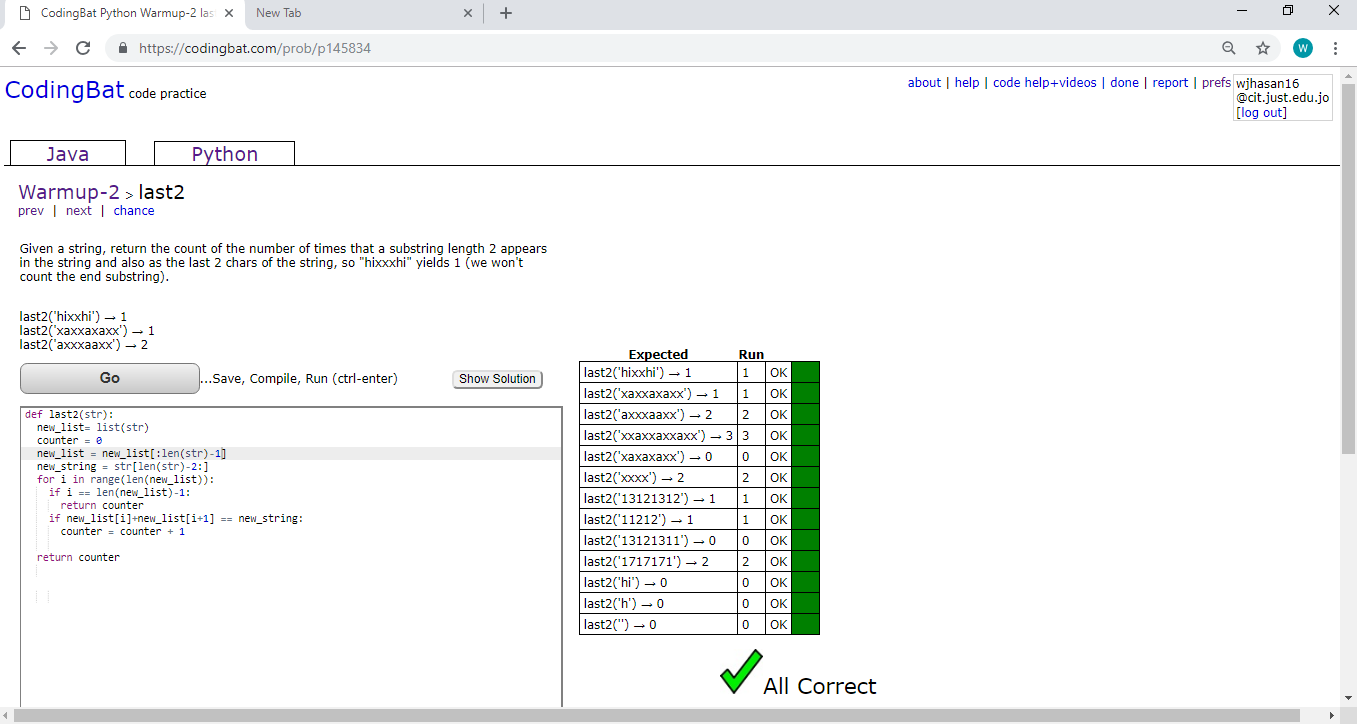 CodingBat Python Warmup-2 las
New Tab
https://codingbat.com/prob/p145834
W
CodingBat code practice
about | help | code help+videos | done | report | prefs
wjhasan16
@cit.just.edu.jo
[log out]
Java
Python
Warmup-2 > last2
prev | next | chance
Given a string, return the count of the number of times that a substring length 2 appears
in the string and also as the last 2 chars of the string, so "hixxxhi" yields 1 (we won't
count the end substring).
last2('hixxhi') → 1
last2('xaxxaxaxx') → 1
last2('axxxaaxx') → 2
Go
...Save, Compile, Run (ctrl-enter)
Show Solution
def last2(str):
new_list= list(str)
counter = 0
new_list = new_list[:len(str)-1]
new_string = str[len(str)-2:]
for i in range(len(new_list)):
if i == len(new_list)-1:
return counter
if new_list[i]+new_list[i+1] == new_string:
counter = counter + 1
return counter
Expected Run
last2('hixxhi') → 1 1 OK
last2('xaxxaxaxx') → 1 1 OK
last2('axxxaaxx') → 2 2 OK
last2('xxaxxaxxaxx') → 3 3 OK
last2('xaxaxaxx') → 0 0 OK
last2('xxxx') → 2 2 OK
last2('13121312') → 1 1 OK
last2('11212') → 1 1 OK
last2('13121311') → 0 0 OK
last2('1717171') → 2 2 OK
last2('hi') → 0 0 OK
last2('h') → 0 0 OK
last2('') → 0 0 OK
All Correct